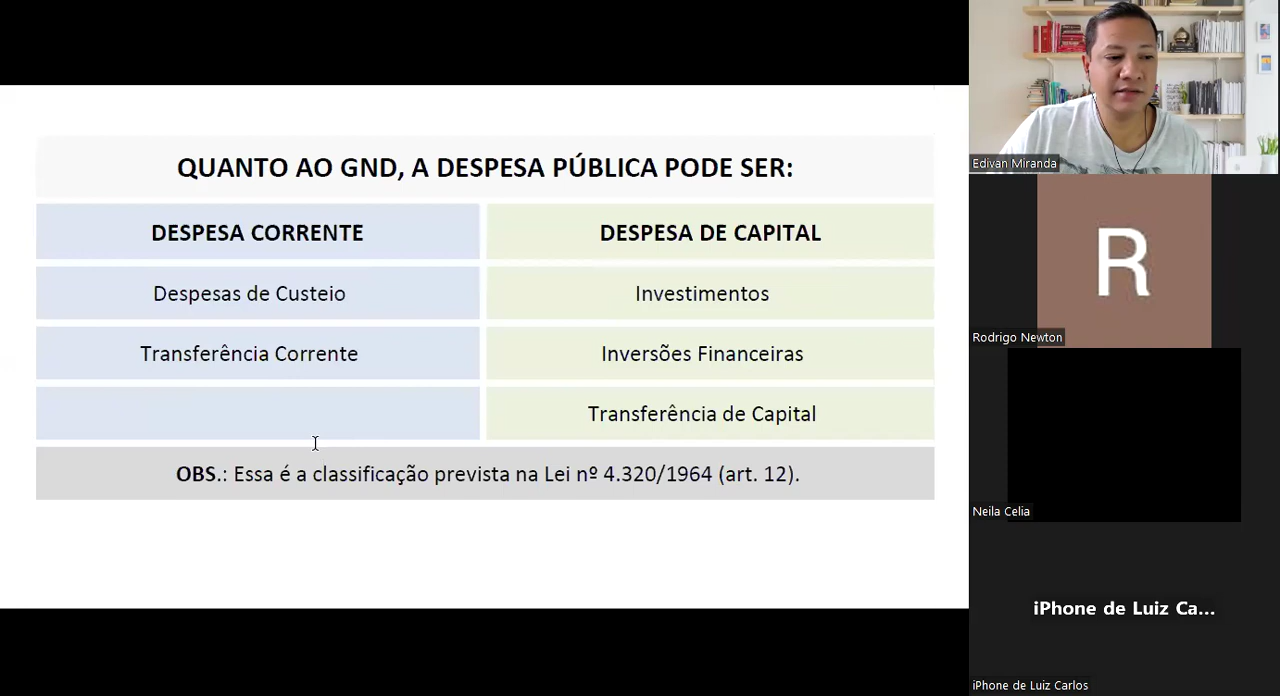 QUANTO AO GND, A DESPESA PÚBLICA PODE SER:
DESPESA CORRENTE
DESPESA DE CAPITAL
Despesas de Custeio
Investimentos
Transferência Corrente
Inversões Financeiras
Transferência de Capital
OBS.: Essa é a classificação prevista na Lei nº 4.320/1964 (art. 12).
Edivan Miranda
R
Rodrigo Newton
Neila Celia
iPhone de Luiz Ca...
iPhone de Luiz Carlos